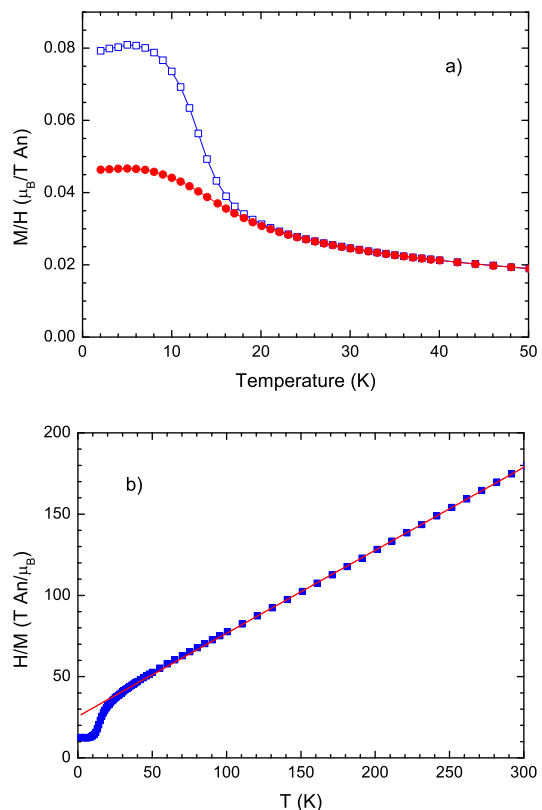 a)
0.08
0.06
0.04
0.02
0.00
M/H (μB/T An)
0 10 20 30 40 50
Temperature (K)
b)
200
150
100
50
0
H/M (T An/μB)
0 50 100 150 200 250 300
T (K)